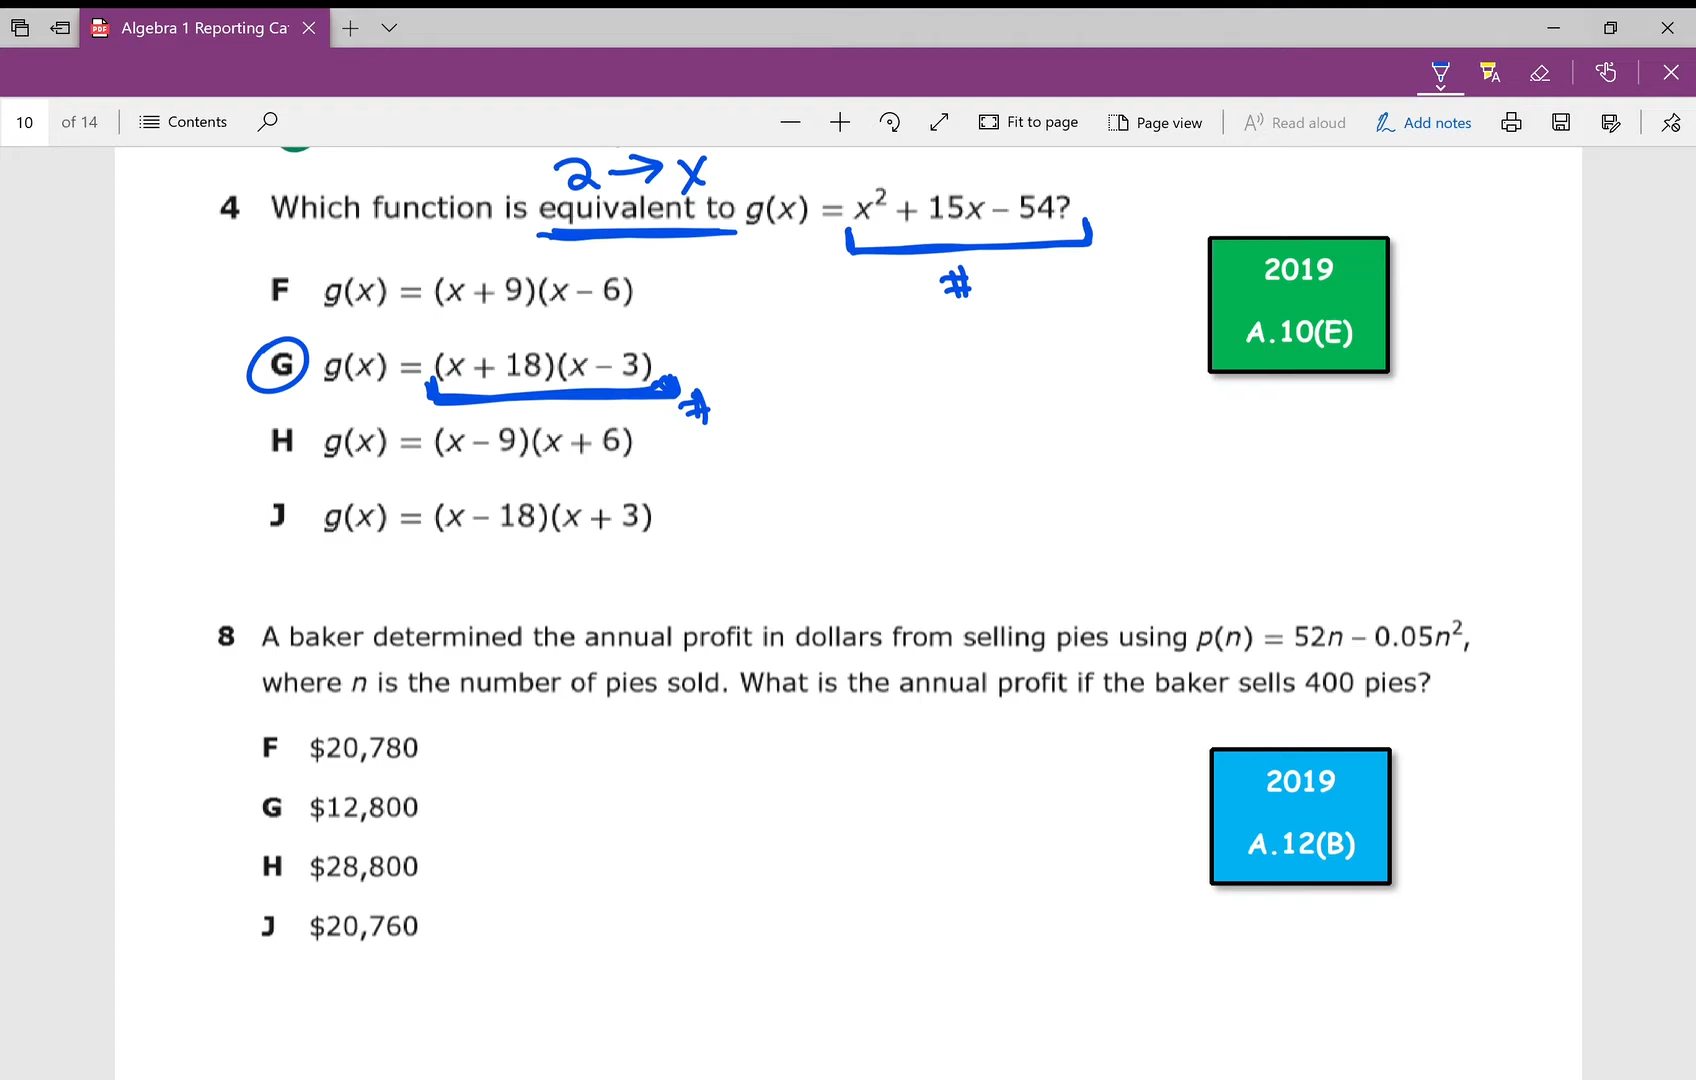 Algebra 1 Reporting Ca
10 of 14 Contents Fit to page Page view Read aloud Add notes
2 → x
4 Which function is equivalent to g(x) = x² + 15x – 54?
#
F g(x) = (x + 9)(x – 6)
G g(x) = (x + 18)(x – 3)
#
H g(x) = (x – 9)(x + 6)
J g(x) = (x – 18)(x + 3)
2019
A.10(E)
8 A baker determined the annual profit in dollars from selling pies using p(n) = 52n – 0.05n²,
where n is the number of pies sold. What is the annual profit if the baker sells 400 pies?
F $20,780
G $12,800
H $28,800
J $20,760
2019
A.12(B)